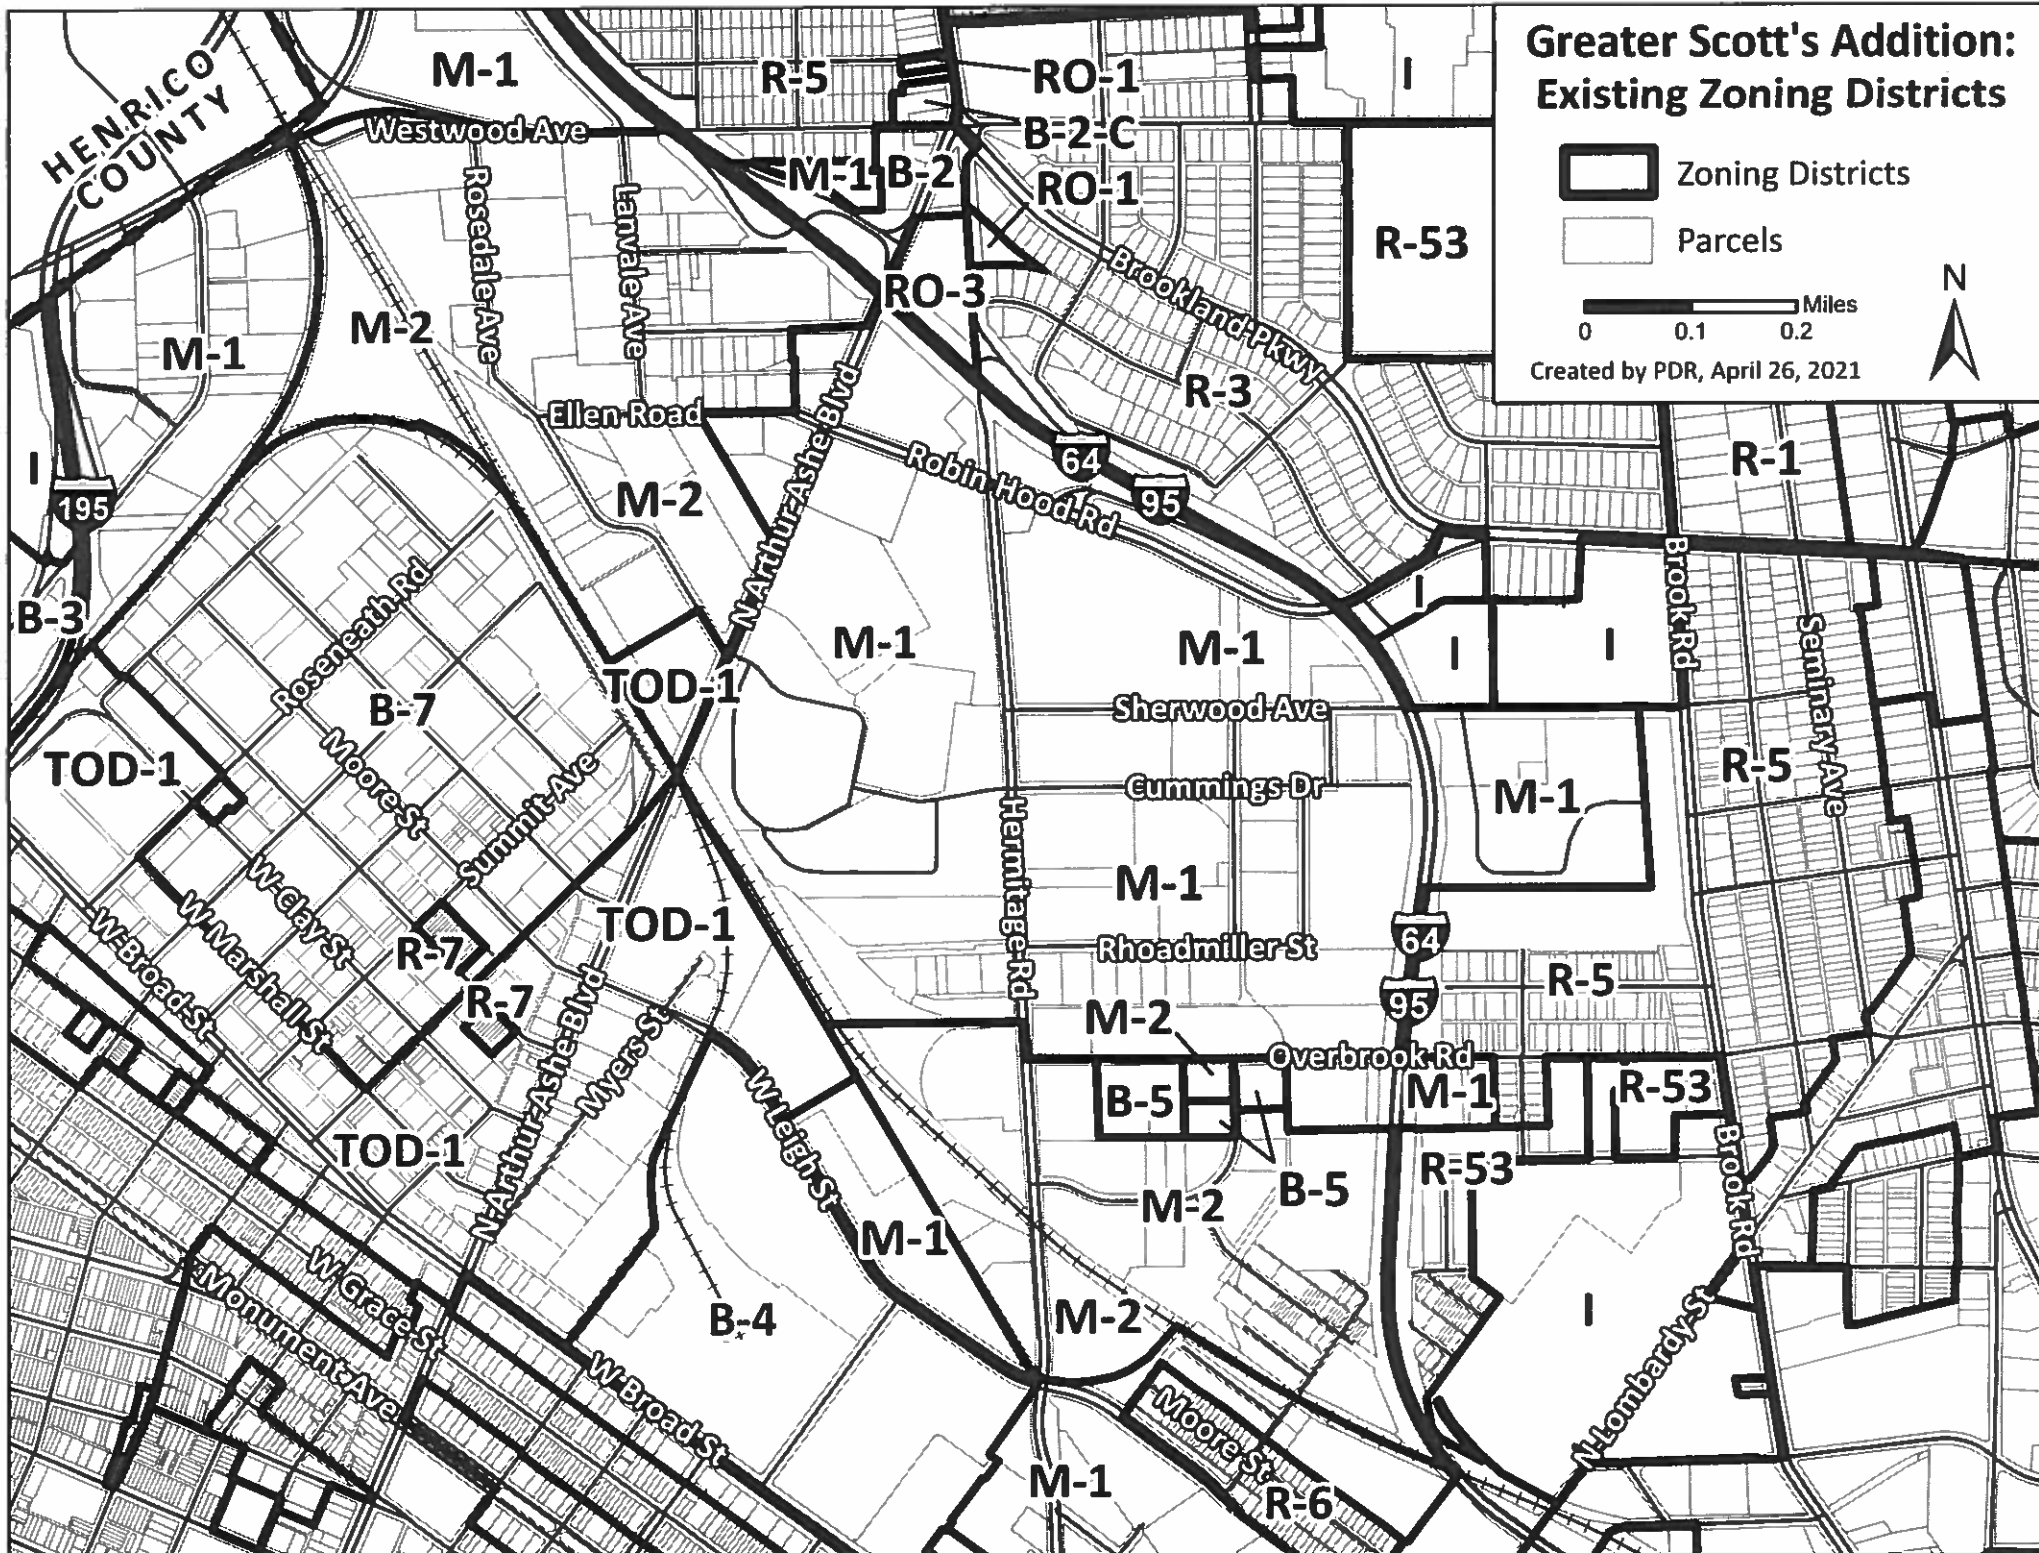 Greater Scott's Addition:
Existing Zoning Districts
Zoning Districts
Parcels
Miles
0 0.1 0.2
Created by PDR, April 26, 2021
N
HENRICO
COUNTY
M-1
R-5
RO-1
I
Westwood Ave
B-2-C
M-1
B-2
RO-1
Rosedale Ave
Lanvale Ave
R-53
RO-3
Brookland Pkwy
M-1
M-2
R-3
Ellen Road
N Arthur Ashe Blvd
Robin Hood Rd
64
95
R-1
I
195
M-2
B-3
Roseneath Rd
I
Brook Rd
M-1
M-1
I
I
Seminary Ave
TOD-1
B-7
Sherwood Ave
TOD-1
Moore St
Summit Ave
Cummings Dr
M-1
R-5
Hermitage Rd
M-1
W Clay St
W Marshall St
W Broad St
R-7
TOD-1
Rhoadmiller St
64
95
R-5
R-7
N Arthur Ashe Blvd
Myers St
M-2
Overbrook Rd
W Leigh St
B-5
M-1
R-53
TOD-1
R-53
Brook Rd
B-5
M-2
M-1
W Grace St
Monument Ave
B-4
M-2
I
N Lombardy St
W Broad St
Moore St
M-1
R-6